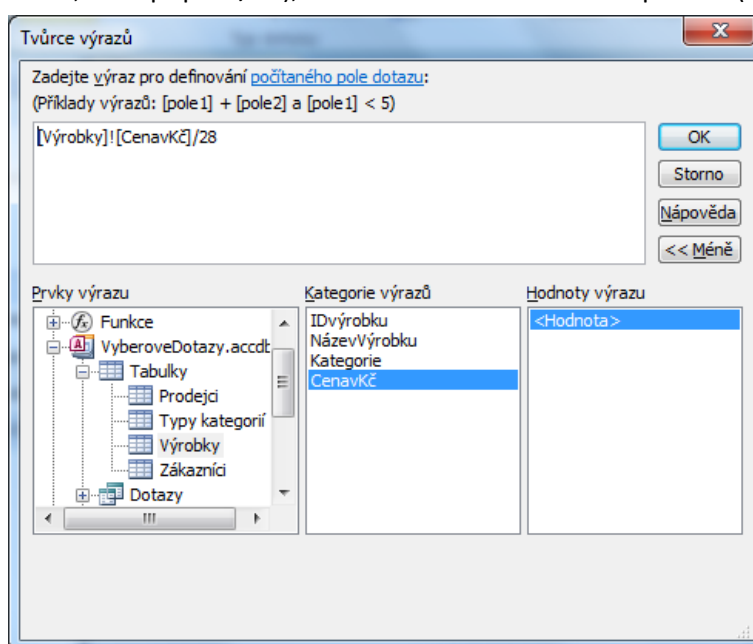 Tvůrce výrazů
Zadejte výraz pro definování počítaného pole dotazu:
(Příklady výrazů: [pole1] + [pole2] a [pole1] < 5)
[Výrobky]![CenavKč]/28
OK
Storno
Nápověda
<< Méně
Prvky výrazu
Funkce
VyberoveDotazy.accdt
Tabulky
Prodejci
Typy kategorií
Výrobky
Zákazníci
Dotazy
Kategorie výrazů
IDvýrobku
NázevVýrobku
Kategorie
CenavKč
Hodnoty výrazu
<Hodnota>